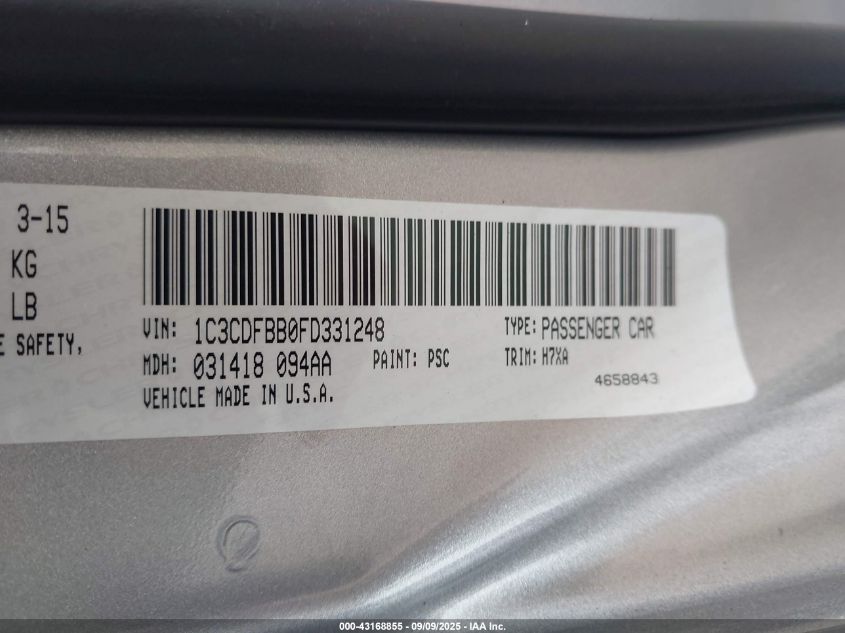 3-15
KG
LB
E SAFETY,
VIN: 1C3CDFBB0FD331248 TYPE: PASSENGER CAR
MDH: 031418 094AA PAINT: PSC TRIM: H7XA
4658843
VEHICLE MADE IN U.S.A.
000-43168855 - 09/09/2025 - IAA Inc.